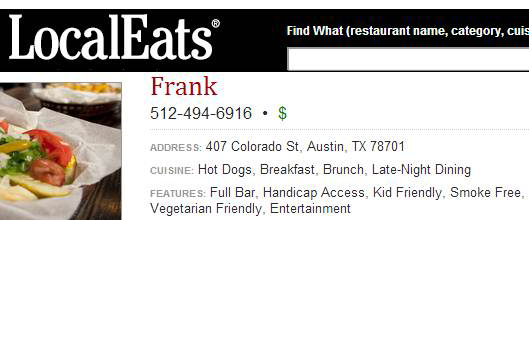 LocalEats®
Find What (restaurant name, category, cuis
Frank
512-494-6916 • $
ADDRESS: 407 Colorado St, Austin, TX 78701
CUISINE: Hot Dogs, Breakfast, Brunch, Late-Night Dining
FEATURES: Full Bar, Handicap Access, Kid Friendly, Smoke Free,
Vegetarian Friendly, Entertainment